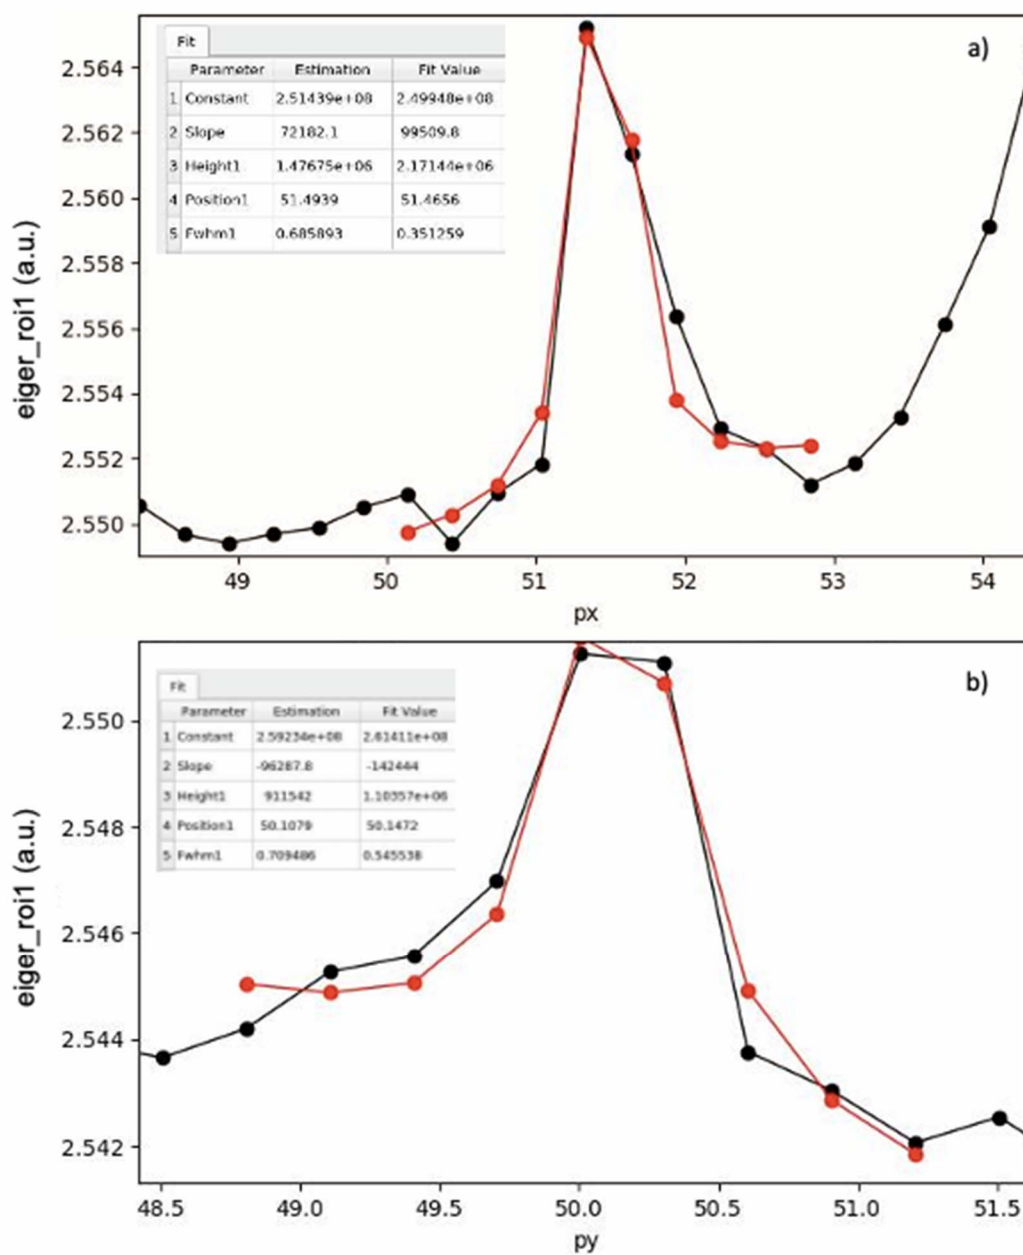 a)
Fit
Parameter Estimation Fit Value
1 Constant 2.51439e+08 2.49948e+08
2 Slope 72182.1 99509.8
3 Height1 1.47675e+06 2.17144e+06
4 Position1 51.4939 51.4656
5 Fwhm1 0.685893 0.351259
eiger_roi1 (a.u.)
2.564
2.562
2.560
2.558
2.556
2.554
2.552
2.550
49 50 51 52 53 54
px
b)
Fit
Parameter Estimation Fit Value
1 Constant 2.59234e+08 2.61411e+08
2 Slope -96287.8 -142444
3 Height1 911542 1.10357e+06
4 Position1 50.1079 50.1472
5 Fwhm1 0.709486 0.545538
eiger_roi1 (a.u.)
2.550
2.548
2.546
2.544
2.542
48.5 49.0 49.5 50.0 50.5 51.0 51.5
py